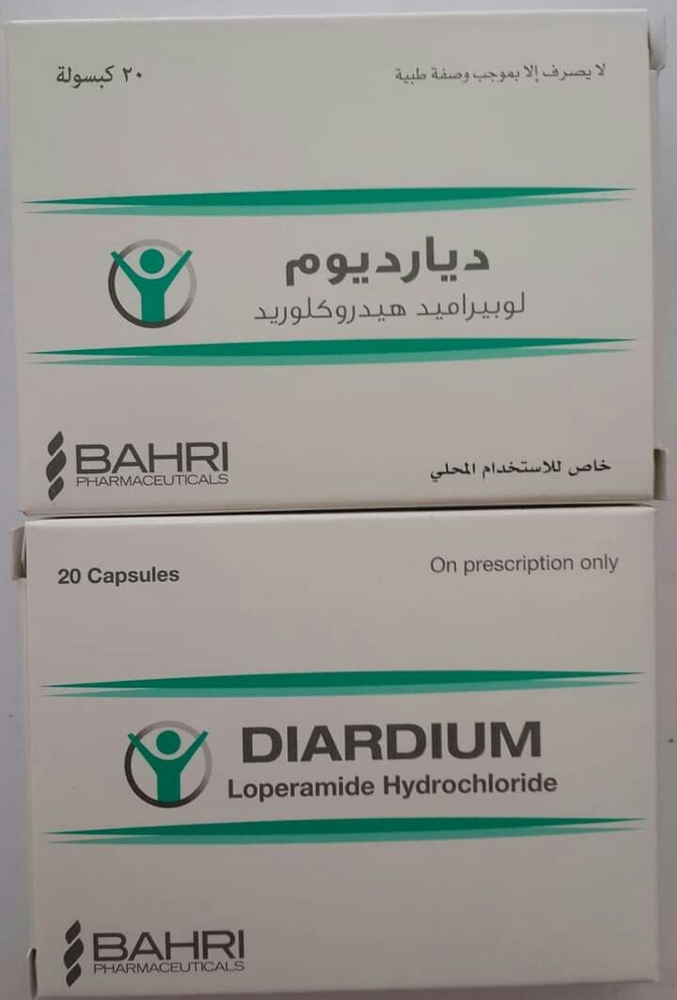 لا يصرف إلا بموجب وصفة طبية
٢٠ كبسولة
ديارديوم
لوبيراميد هيدروكلوريد
BAHRI
PHARMACEUTICALS
خاص للاستخدام المحلي
20 Capsules
On prescription only
DIARDIUM
Loperamide Hydrochloride
BAHRI
PHARMACEUTICALS